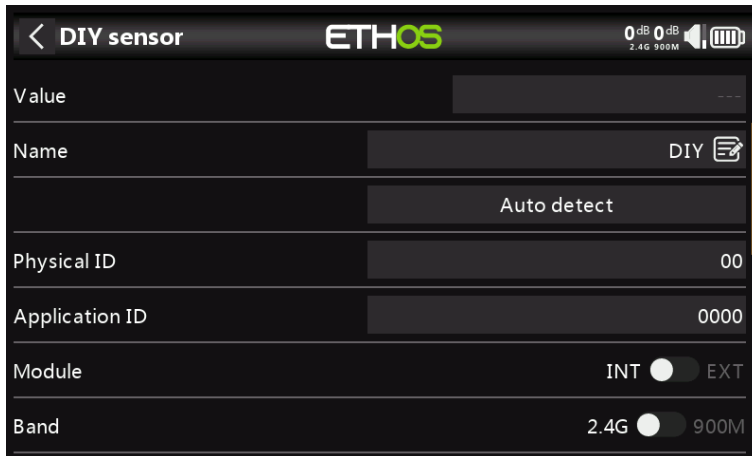 DIY sensor
ETHOS
0dB 0dB
2.4G 900M
Value ---
Name DIY
Auto detect
Physical ID 00
Application ID 0000
Module INT EXT
Band 2.4G 900M